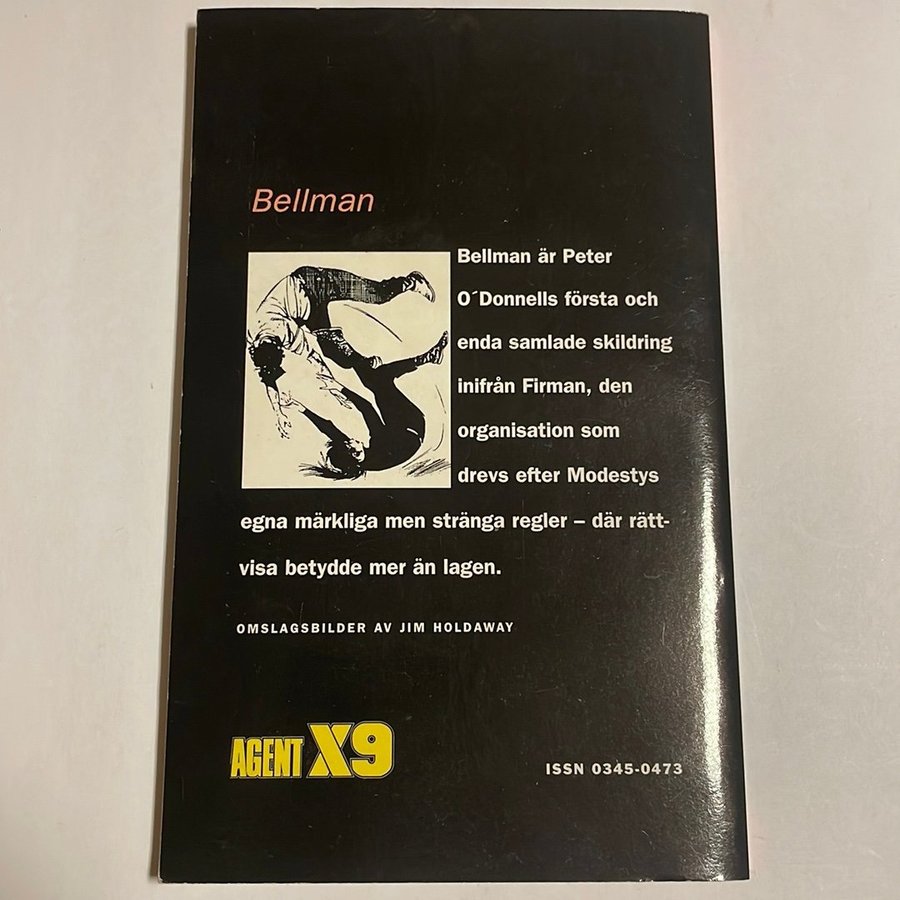 Bellman
Bellman är Peter
O´Donnells första och
enda samlade skildring
inifrån Firman, den
organisation som
drevs efter Modestys
egna märkliga men stränga regler – där rätt-
visa betydde mer än lagen.
OMSLAGSBILDER AV JIM HOLDAWAY
AGENT X9
ISSN 0345-0473